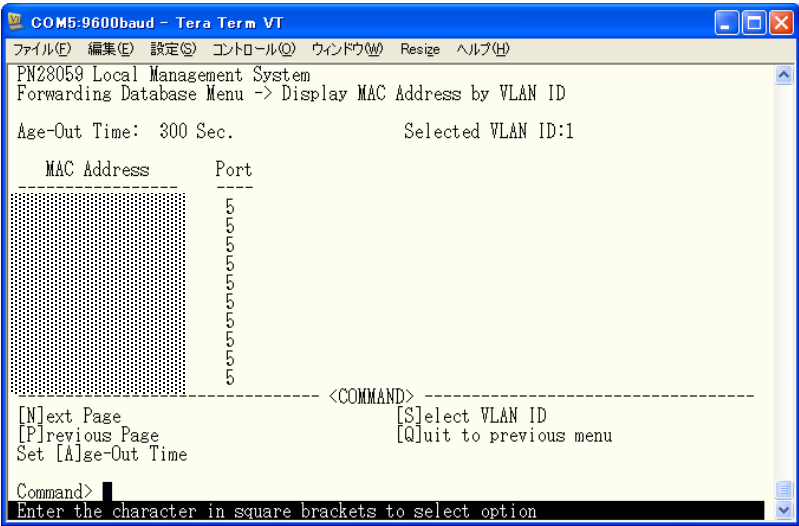 COM5:9600baud - Tera Term VT
ファイル(F) 編集(E) 設定(S) コントロール(O) ウィンドウ(W) Resize ヘルプ(H)
PN28059 Local Management System
Forwarding Database Menu -> Display MAC Address by VLAN ID
Age-Out Time: 300 Sec. Selected VLAN ID:1
MAC Address Port
------------------ ----
5
5
5
5
5
5
5
5
5
5
<COMMAND>
[N]ext Page [S]elect VLAN ID
[P]revious Page [Q]uit to previous menu
Set [A]ge-Out Time
Command>
Enter the character in square brackets to select option